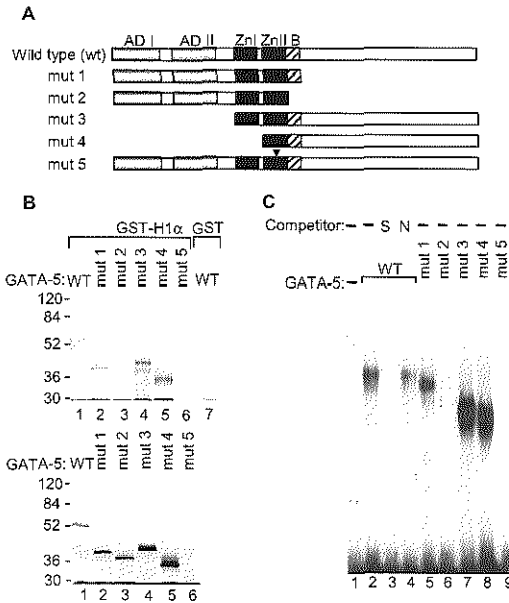 A
AD I AD II ZnI ZnII B
Wild type (wt)
mut 1
mut 2
mut 3
mut 4
mut 5
B
GST-H1α GST
GATA-5: WT mut 1 mut 2 mut 3 mut 4 mut 5 WT
120-
84-
52-
36-
30-
1 2 3 4 5 6 7
GATA-5: WT mut 1 mut 2 mut 3 mut 4 mut 5
120-
84-
52-
36-
30-
1 2 3 4 5 6
C
Competitor: - - S N - - - - -
GATA-5: - WT mut 1 mut 2 mut 3 mut 4 mut 5
1 2 3 4 5 6 7 8 9